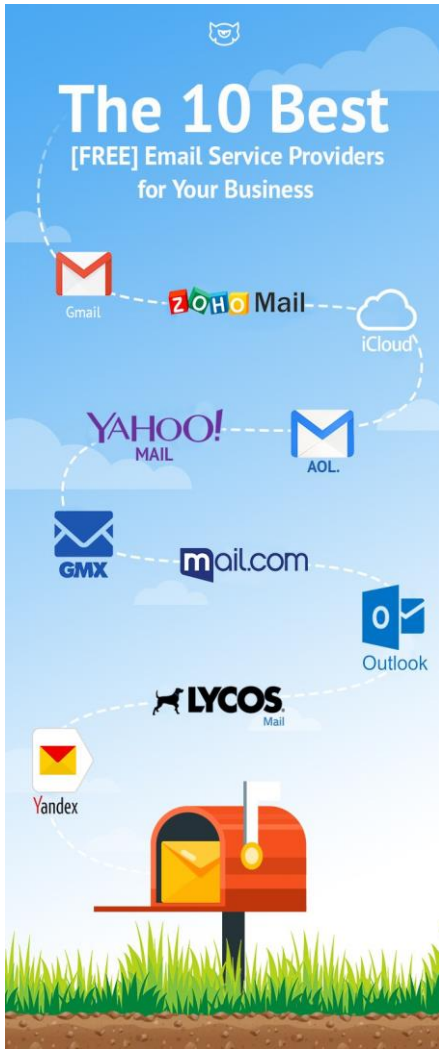 The 10 Best
[FREE] Email Service Providers
for Your Business
Gmail
ZOHO Mail
iCloud
YAHOO!
MAIL
AOL.
GMX
mail.com
O
Outlook
LYCOS
Mail
Yandex